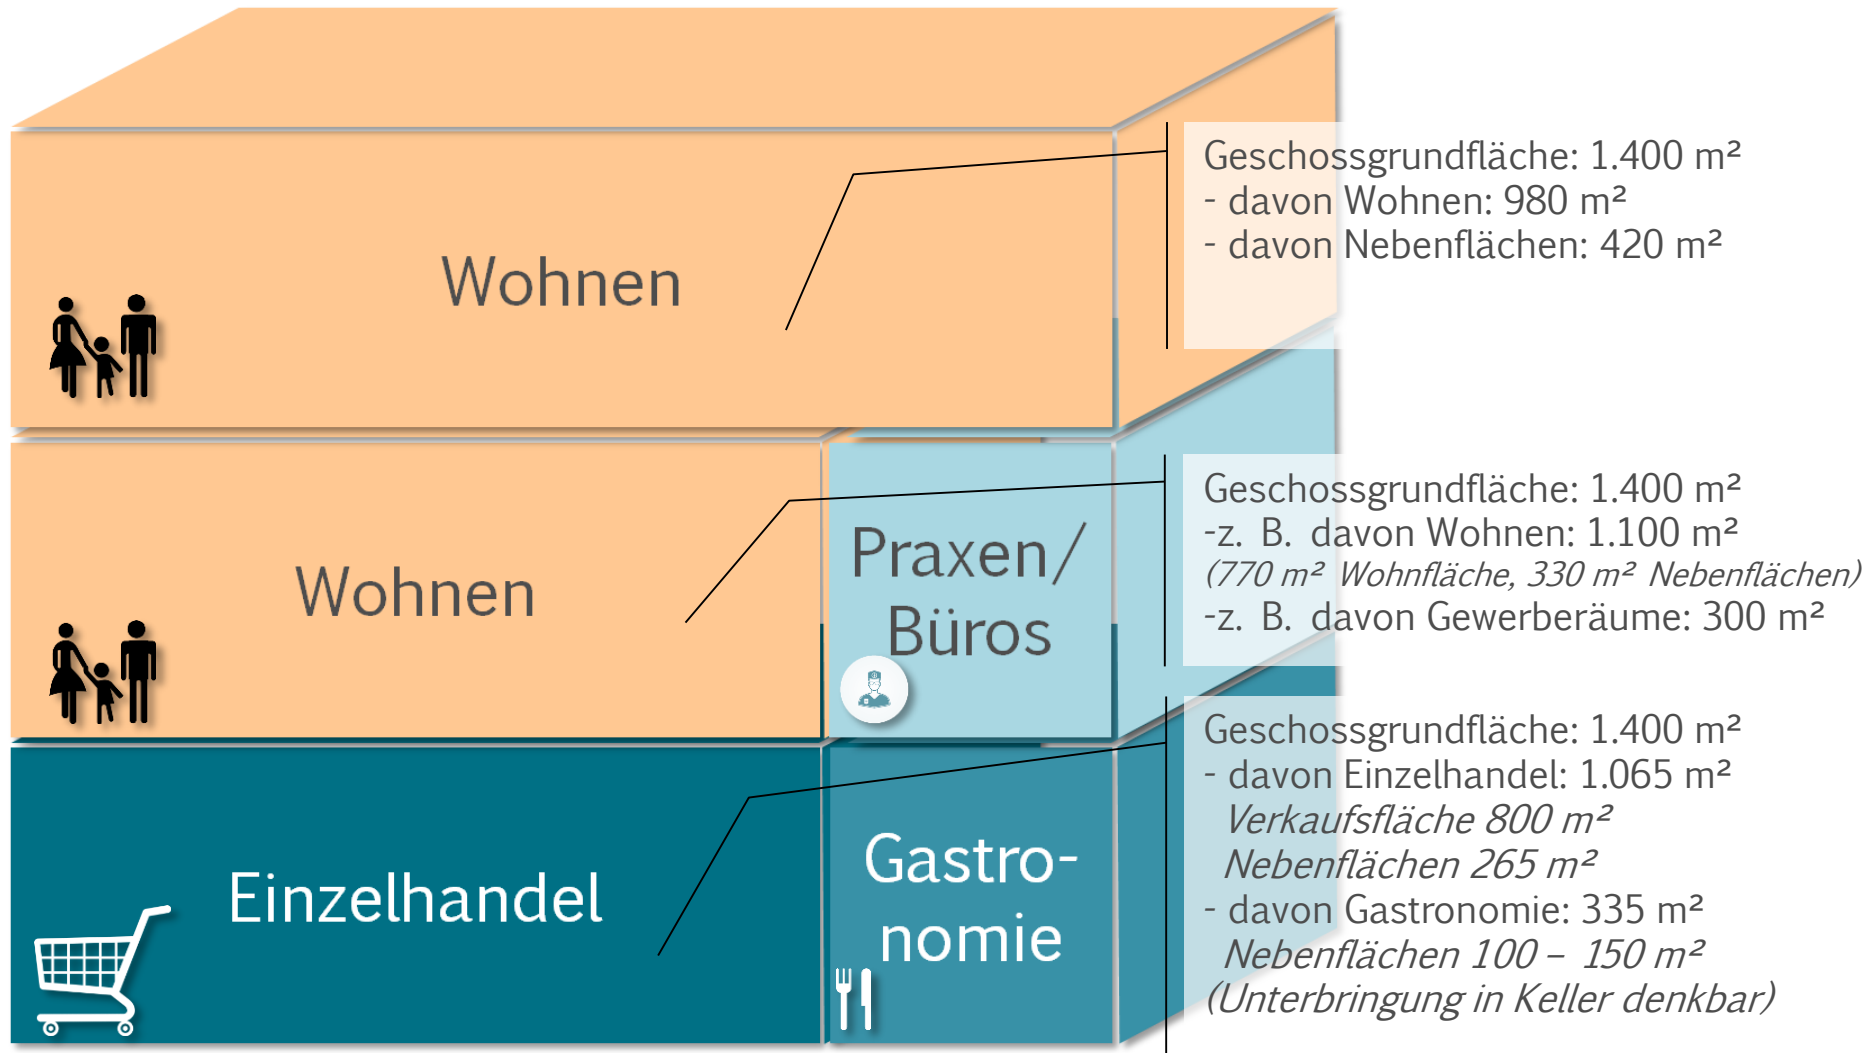 Wohnen
Geschossgrundfläche: 1.400 m²
- davon Wohnen: 980 m²
- davon Nebenflächen: 420 m²
Wohnen
Praxen/
Büros
Geschossgrundfläche: 1.400 m²
-z. B. davon Wohnen: 1.100 m²
(770 m² Wohnfläche, 330 m² Nebenflächen)
-z. B. davon Gewerberäume: 300 m²
Einzelhandel
Gastro-
nomie
Geschossgrundfläche: 1.400 m²
- davon Einzelhandel: 1.065 m²
Verkaufsfläche 800 m²
Nebenflächen 265 m²
- davon Gastronomie: 335 m²
Nebenflächen 100 – 150 m²
(Unterbringung in Keller denkbar)